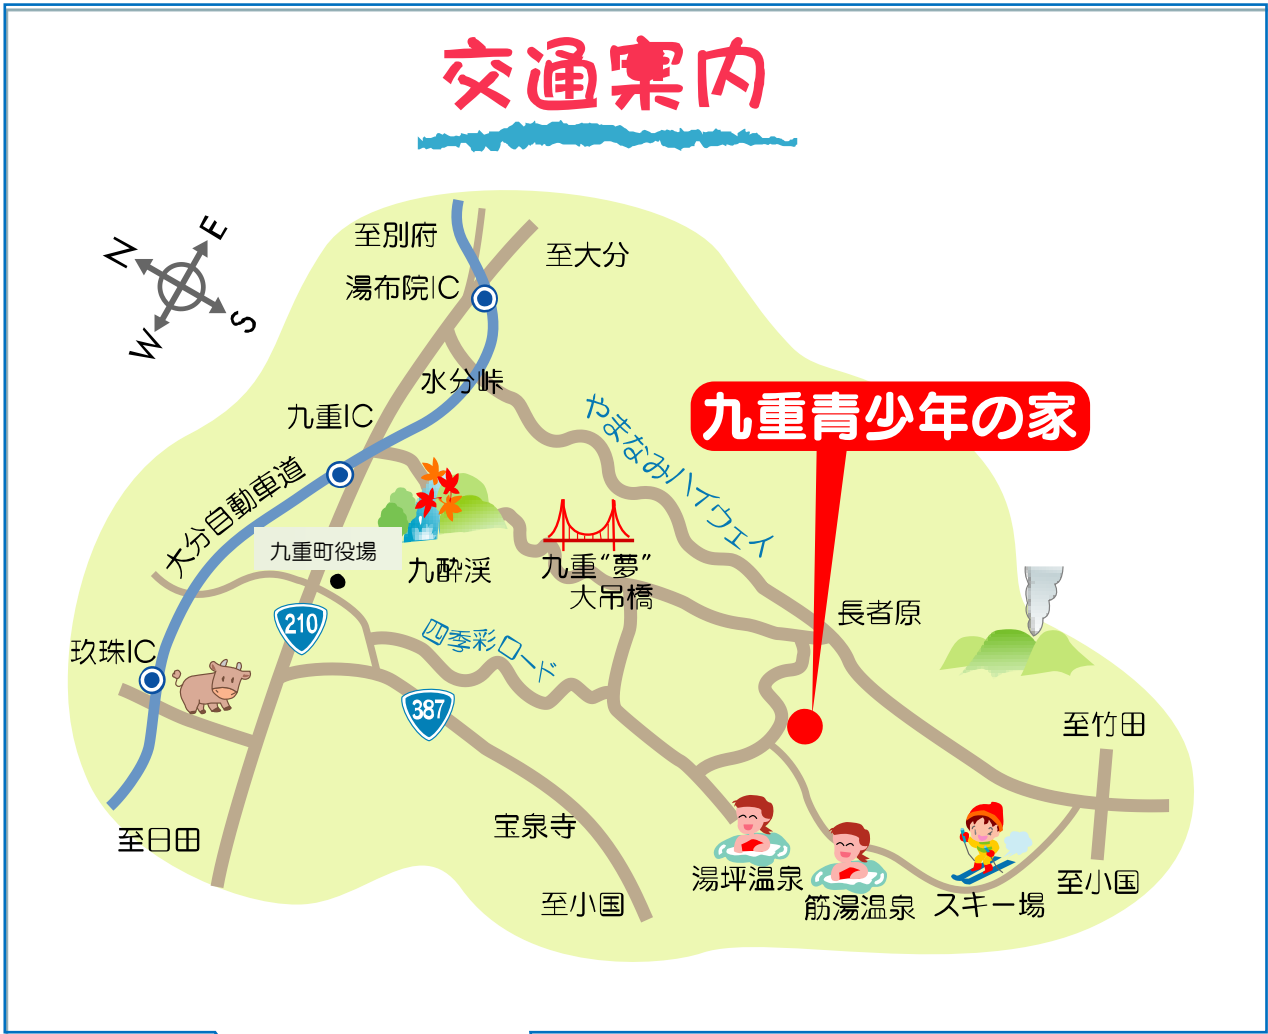 交通案内
N
E
W
S
至別府
至大分
湯布院IC
水分峠
九重IC
やまなみハイウェイ
九重青少年の家
大分自動車道
九重町役場
九酔渓
九重“夢”
大吊橋
長者原
210
四季彩ロード
玖珠IC
387
至竹田
至日田
宝泉寺
至小国
湯坪温泉
筋湯温泉
スキー場
至小国